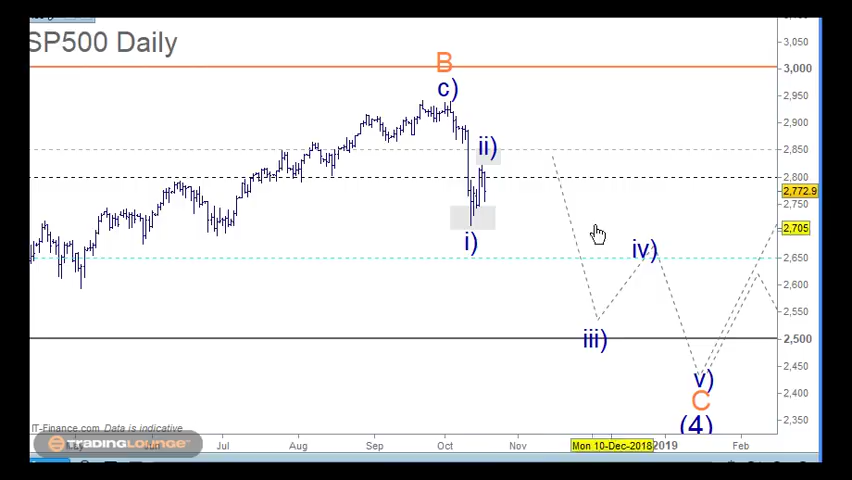 SP500 Daily
B
c)
ii)
i)
iv)
iii)
v)
C
(4)
3,050
3,000
2,950
2,900
2,850
2,800
2,772.9
2,750
2,705
2,650
2,600
2,550
2,500
2,450
2,400
2,350
IT-Finance.com Data is indicative
TRADINGLOUNGE
Jul
Aug
Sep
Oct
Nov
Mon 10-Dec-2018
2019
Feb